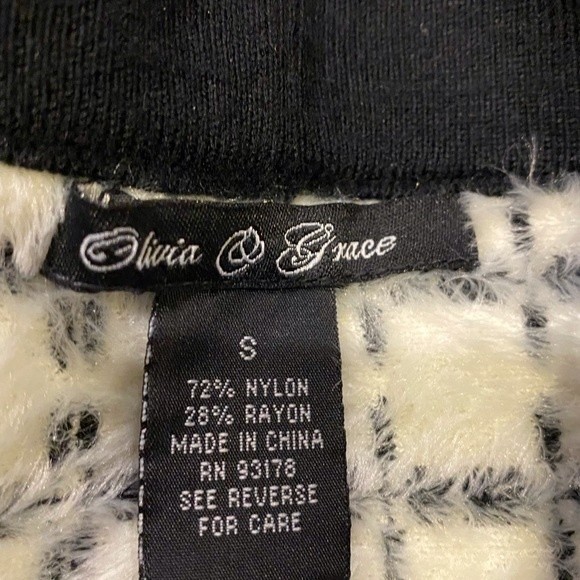 Olivia & Grace
S
72% NYLON
28% RAYON
MADE IN CHINA
RN 93178
SEE REVERSE
FOR CARE